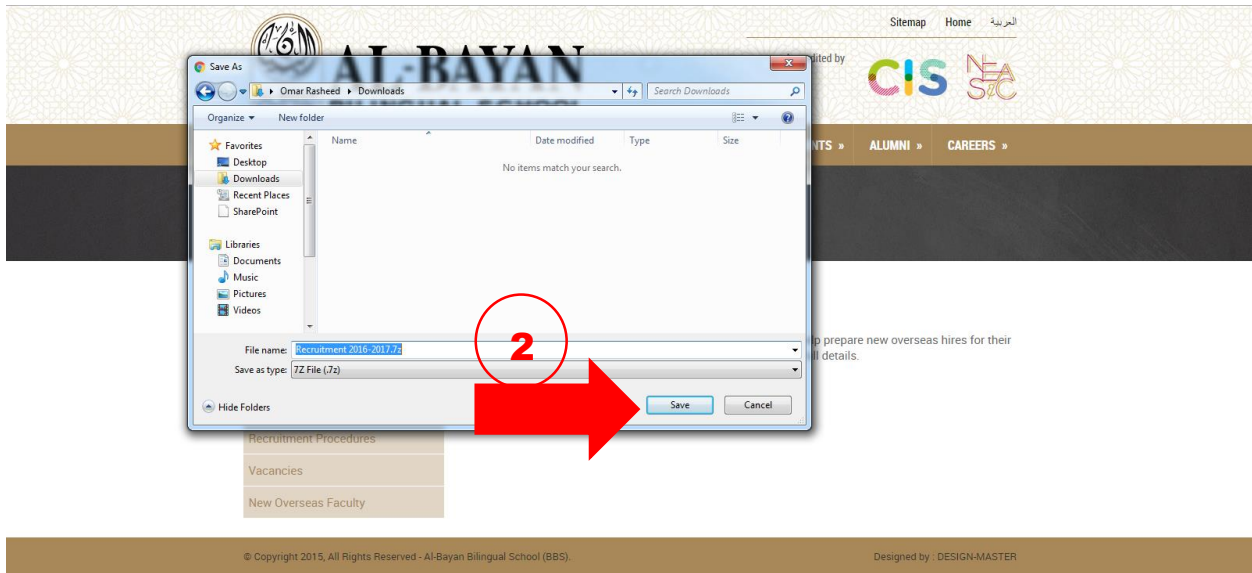 Sitemap Home العربية
AL-BAYAN
BILINGUAL SCHOOL
dited by
CIS NEASC
NTS » ALUMNI » CAREERS »
Save As
Omar Rasheed Downloads Search Downloads
Organize New folder
Name Date modified Type Size
No items match your search.
Favorites
Desktop
Downloads
Recent Places
SharePoint
Libraries
Documents
Music
Pictures
Videos
File name: Recruitment 2016-2017.7z
Save as type: 7Z File (.7z)
Hide Folders Save Cancel
2
lp prepare new overseas hires for their
ll details.
Recruitment Procedures
Vacancies
New Overseas Faculty
© Copyright 2015, All Rights Reserved - Al-Bayan Bilingual School (BBS).
Designed by : DESIGN-MASTER